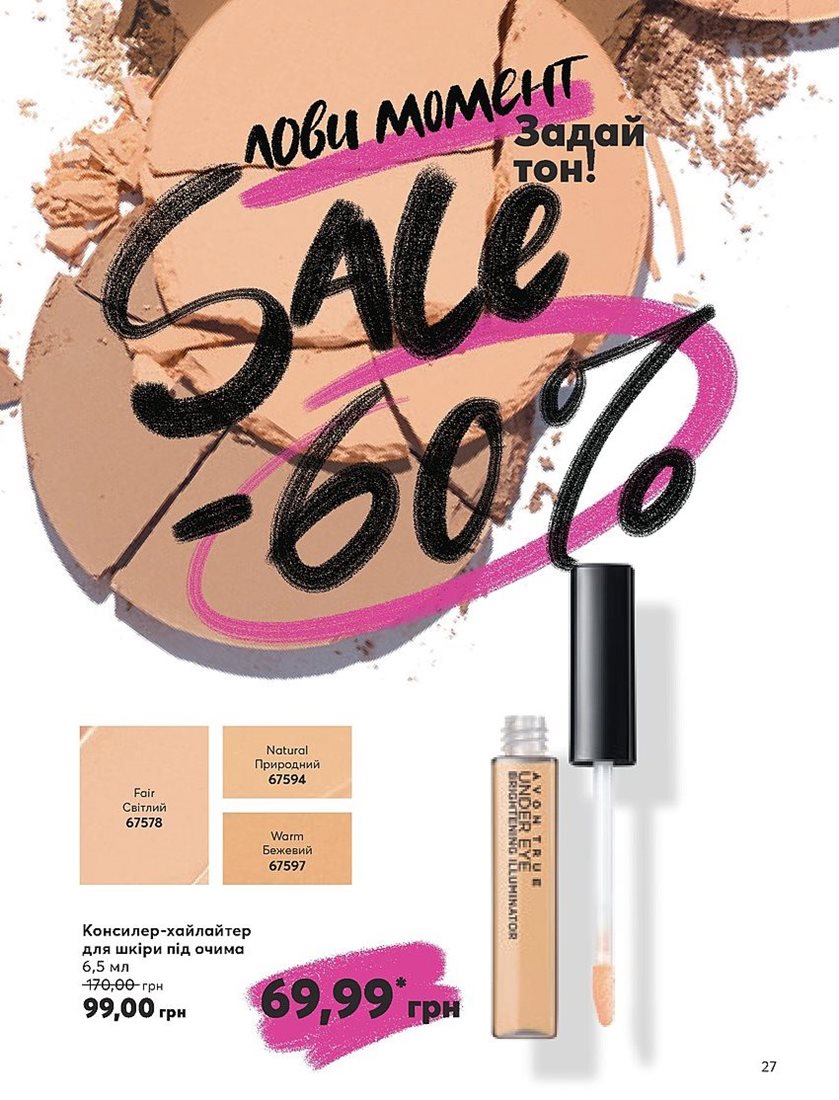 лови момент
Задай
тон!
SALe
-60%
Fair
Світлий
67578
Natural
Природний
67594
Warm
Бежевий
67597
AVON TRUE
UNDER EYE
BRIGHTENING ILLUMINATOR
Консилер-хайлайтер
для шкіри під очима
6,5 мл
170,00 грн
99,00 грн
69,99* грн
27